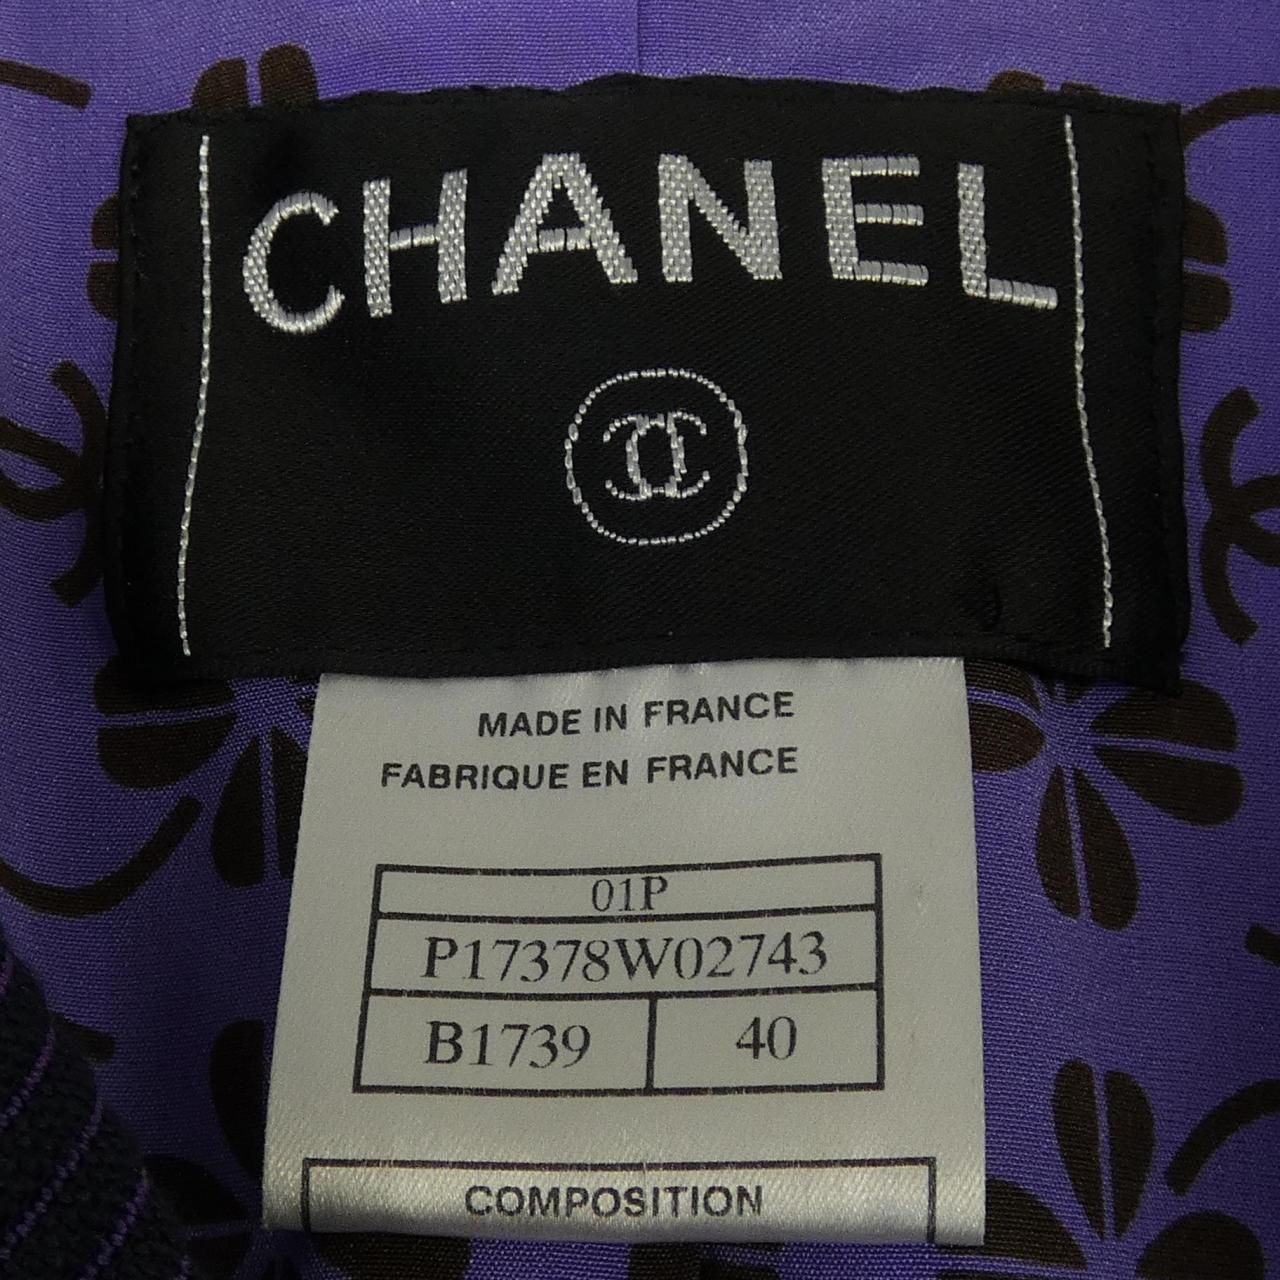 CHANEL
MADE IN FRANCE
FABRIQUE EN FRANCE
01P
P17378W02743
B1739 40
COMPOSITION